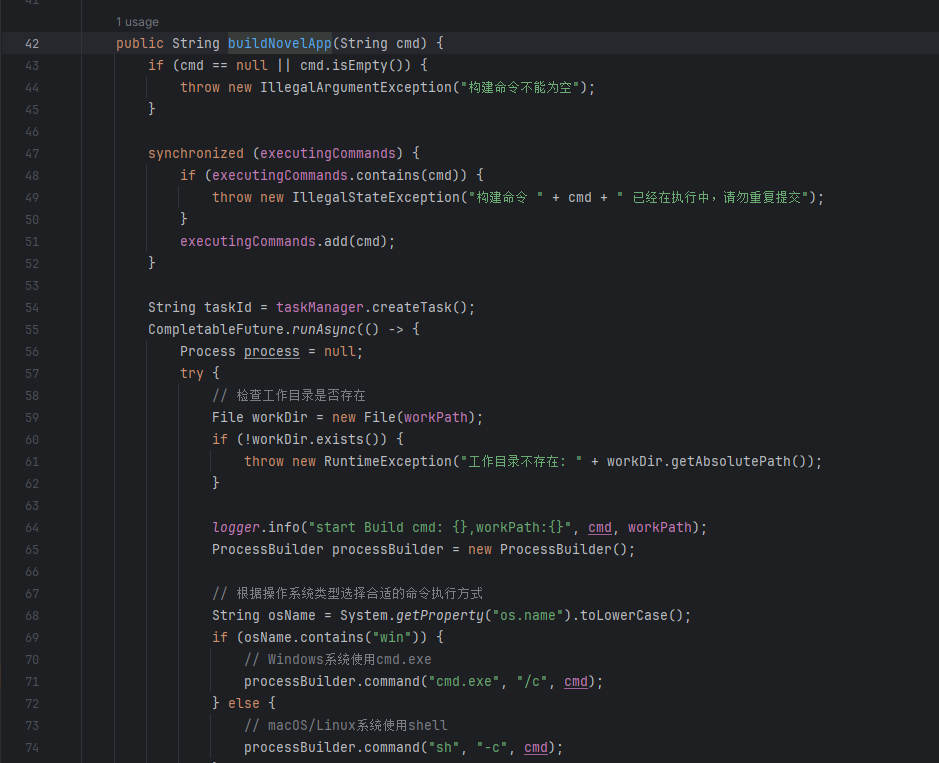 41
1 usage
42 public String buildNovelApp(String cmd) {
43 if (cmd == null || cmd.isEmpty()) {
44 throw new IllegalArgumentException("构建命令不能为空");
45 }
46
47 synchronized (executingCommands) {
48 if (executingCommands.contains(cmd)) {
49 throw new IllegalStateException("构建命令 " + cmd + " 已经在执行中，请勿重复提交");
50 }
51 executingCommands.add(cmd);
52 }
53
54 String taskId = taskManager.createTask();
55 CompletableFuture.runAsync(() -> {
56 Process process = null;
57 try {
58 // 检查工作目录是否存在
59 File workDir = new File(workPath);
60 if (!workDir.exists()) {
61 throw new RuntimeException("工作目录不存在: " + workDir.getAbsolutePath());
62 }
63
64 logger.info("start Build cmd: {},workPath:{}", cmd, workPath);
65 ProcessBuilder processBuilder = new ProcessBuilder();
66
67 // 根据操作系统类型选择合适的命令执行方式
68 String osName = System.getProperty("os.name").toLowerCase();
69 if (osName.contains("win")) {
70 // Windows系统使用cmd.exe
71 processBuilder.command("cmd.exe", "/c", cmd);
72 } else {
73 // macOS/Linux系统使用shell
74 processBuilder.command("sh", "-c", cmd);